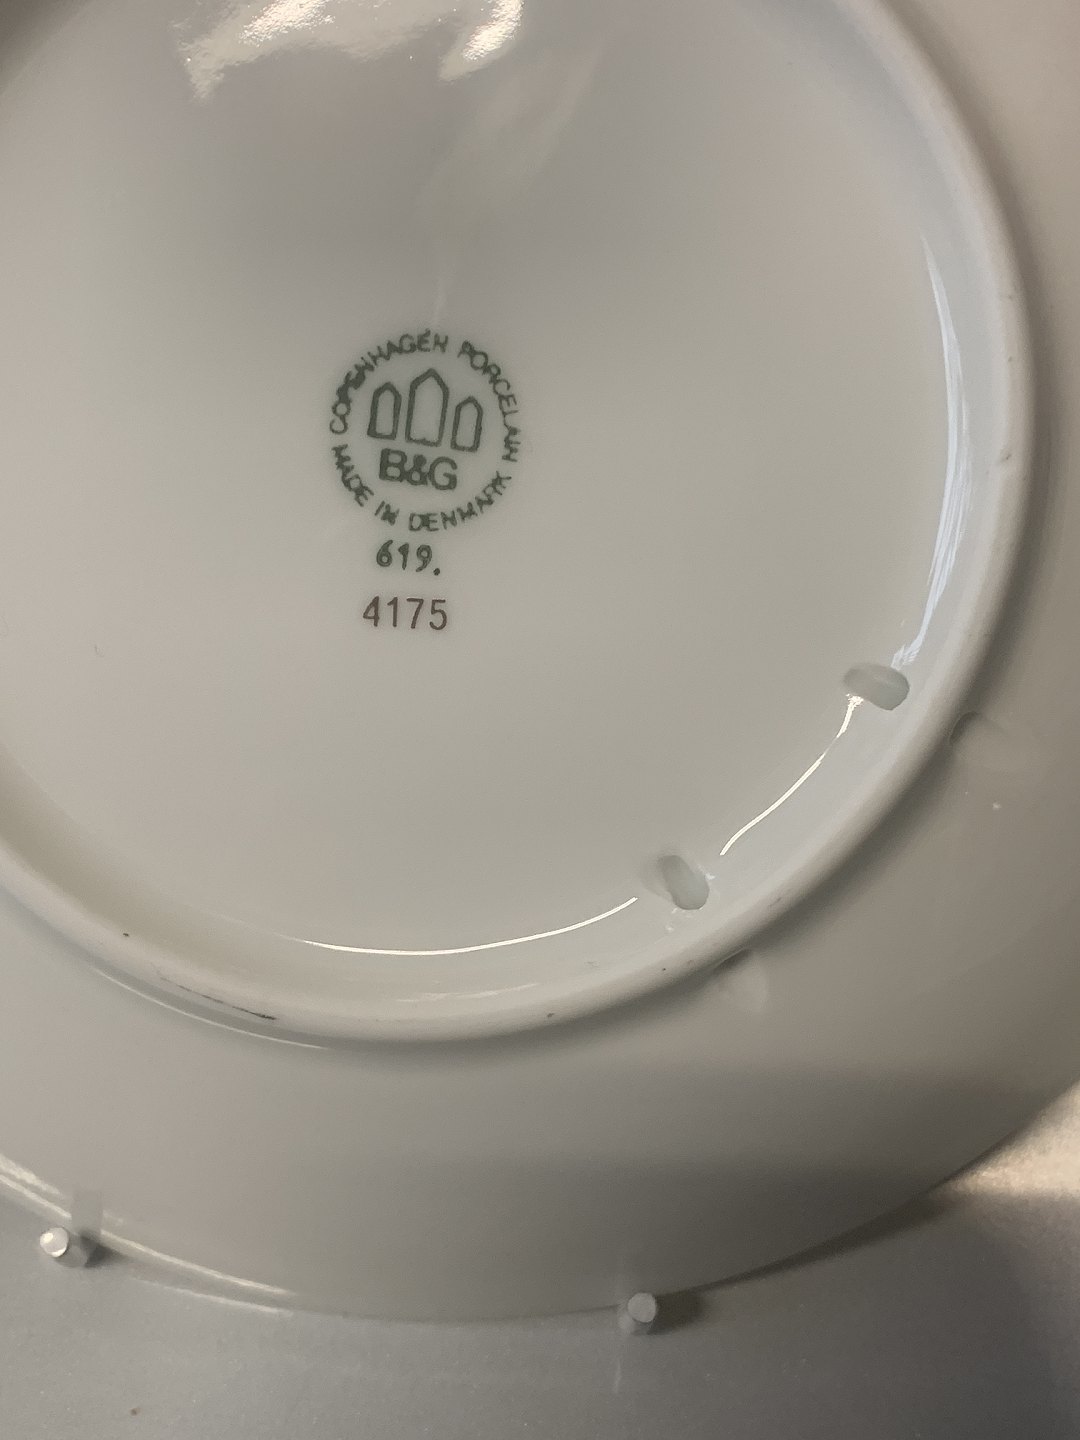 COPENHAGEN PORCELAIN
B&G
MADE IN DENMARK
619.
4175